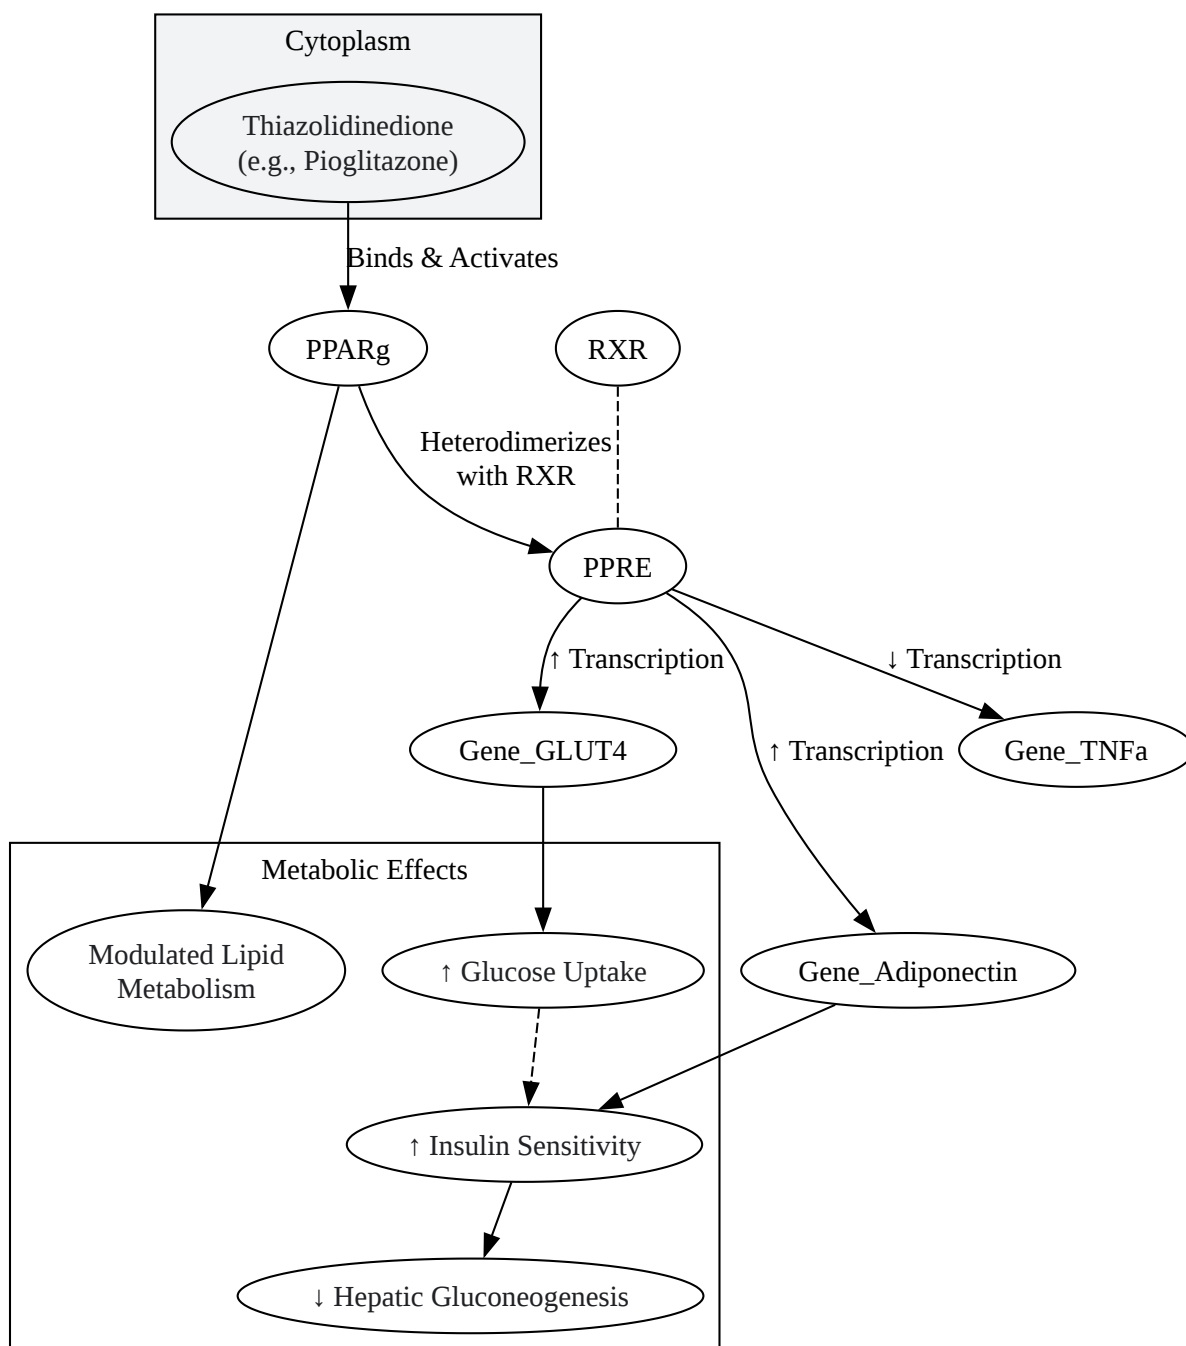 Cytoplasm
Thiazolidinedione
(e.g., Pioglitazone)
Binds & Activates
PPARg
RXR
Heterodimerizes
with RXR
PPRE
↑ Transcription
↓ Transcription
Gene_GLUT4
↑ Transcription
Gene_TNFa
Metabolic Effects
Modulated Lipid
Metabolism
↑ Glucose Uptake
Gene_Adiponectin
↑ Insulin Sensitivity
↓ Hepatic Gluconeogenesis